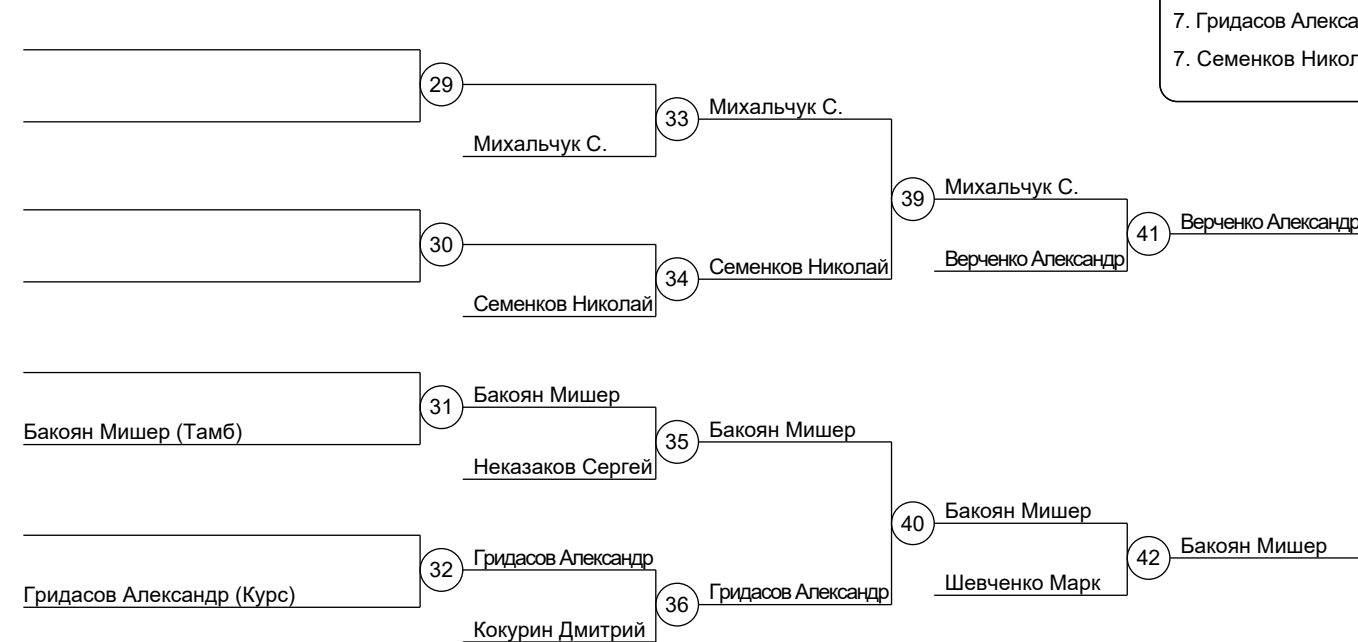 7. Гридасов Алекса
7. Семенков Никол
29
Михальчук С.
33
Михальчук С.
39
Михальчук С.
41
Верченко Александр
30
Верченко Александр
34
Семенков Николай
Семенков Николай
31
Бакоян Мишер
Бакоян Мишер (Тамб)
35
Бакоян Мишер
Неказаков Сергей
40
Бакоян Мишер
42
Бакоян Мишер
32
Гридасов Александр
Шевченко Марк
Гридасов Александр (Курс)
36
Гридасов Александр
Кокурин Дмитрий